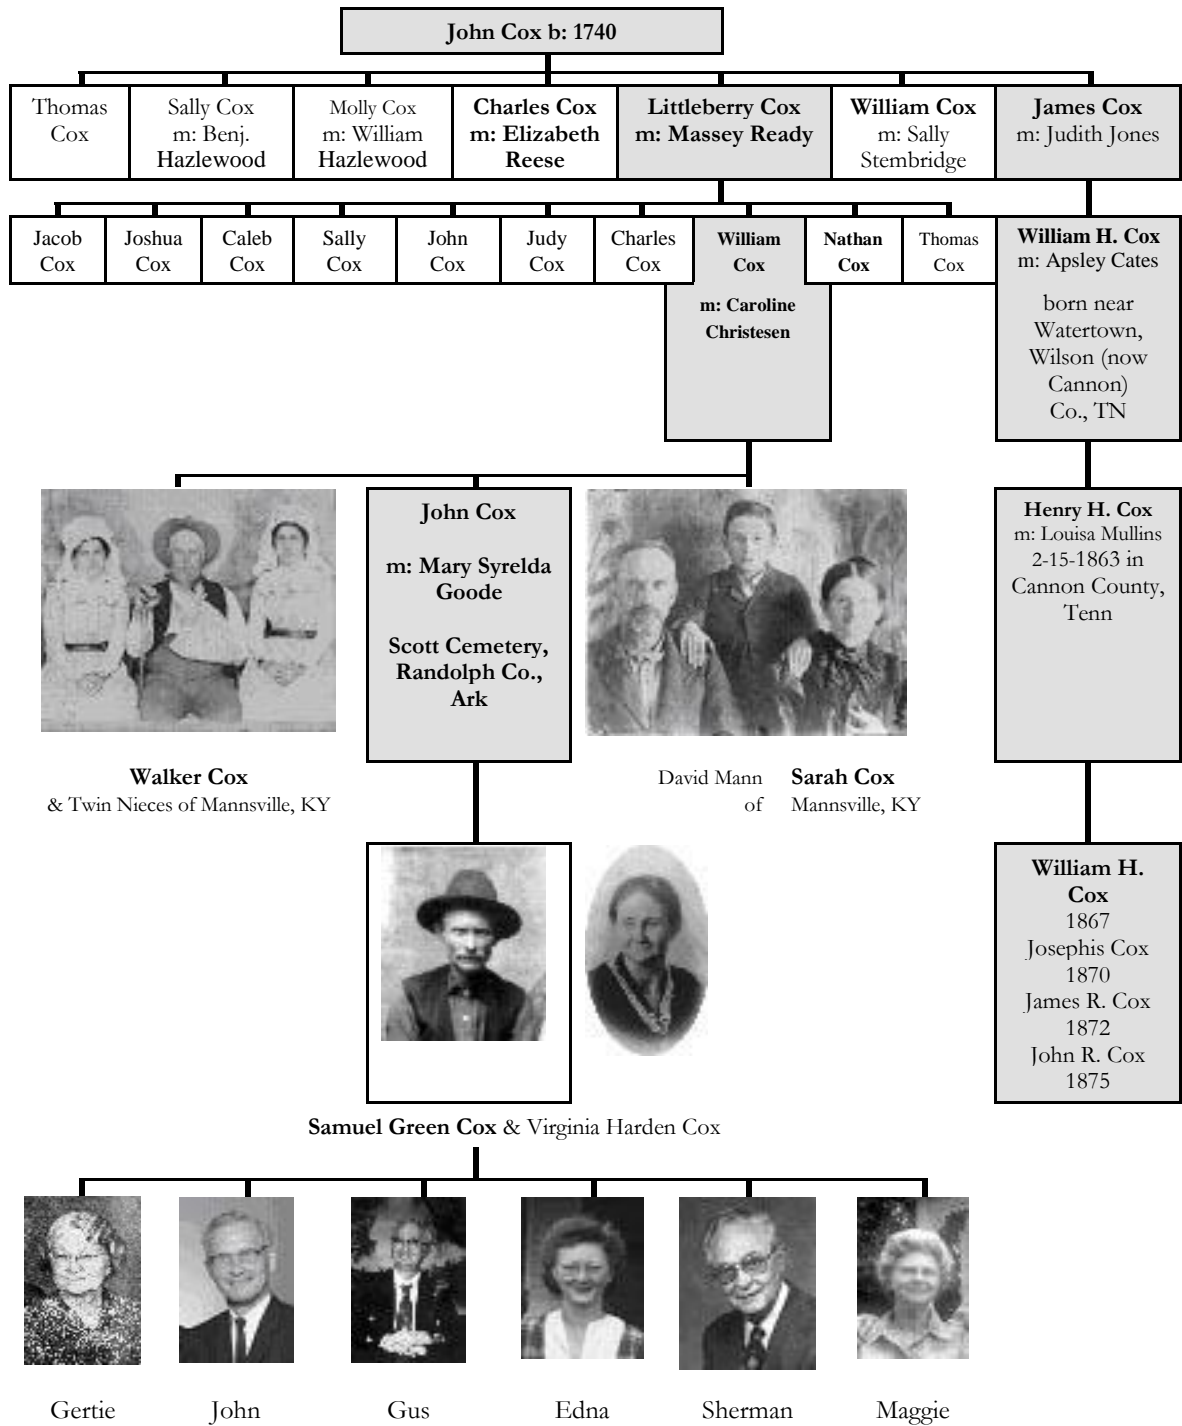 John Cox b: 1740
Thomas
Cox
Sally Cox
m: Benj.
Hazlewood
Molly Cox
m: William
Hazlewood
Charles Cox
m: Elizabeth
Reese
Littleberry Cox
m: Massey Ready
William Cox
m: Sally
Stembridge
James Cox
m: Judith Jones
Jacob
Cox
Joshua
Cox
Caleb
Cox
Sally
Cox
John
Cox
Judy
Cox
Charles
Cox
William
Cox
m: Caroline
Christesen
Nathan
Cox
Thomas
Cox
William H. Cox
m: Apsley Cates
born near
Watertown,
Wilson (now
Cannon)
Co., TN
John Cox
m: Mary Syrelda
Goode
Scott Cemetery,
Randolph Co.,
Ark
Henry H. Cox
m: Louisa Mullins
2-15-1863 in
Cannon County,
Tenn
Walker Cox
& Twin Nieces of Mannsville, KY
David Mann Sarah Cox
of Mannsville, KY
William H.
Cox
1867
Josephis Cox
1870
James R. Cox
1872
John R. Cox
1875
Samuel Green Cox & Virginia Harden Cox
Gertie John Gus Edna Sherman Maggie